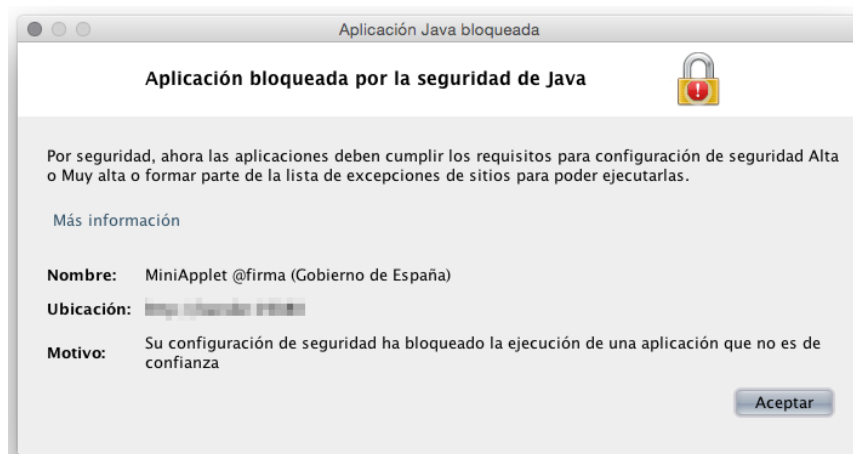 Aplicación Java bloqueada
Aplicación bloqueada por la seguridad de Java
Por seguridad, ahora las aplicaciones deben cumplir los requisitos para configuración de seguridad Alta
o Muy alta o formar parte de la lista de excepciones de sitios para poder ejecutarlas.
Más información
Nombre: MiniApplet @firma (Gobierno de España)
Ubicación:
Motivo: Su configuración de seguridad ha bloqueado la ejecución de una aplicación que no es de
confianza
Aceptar